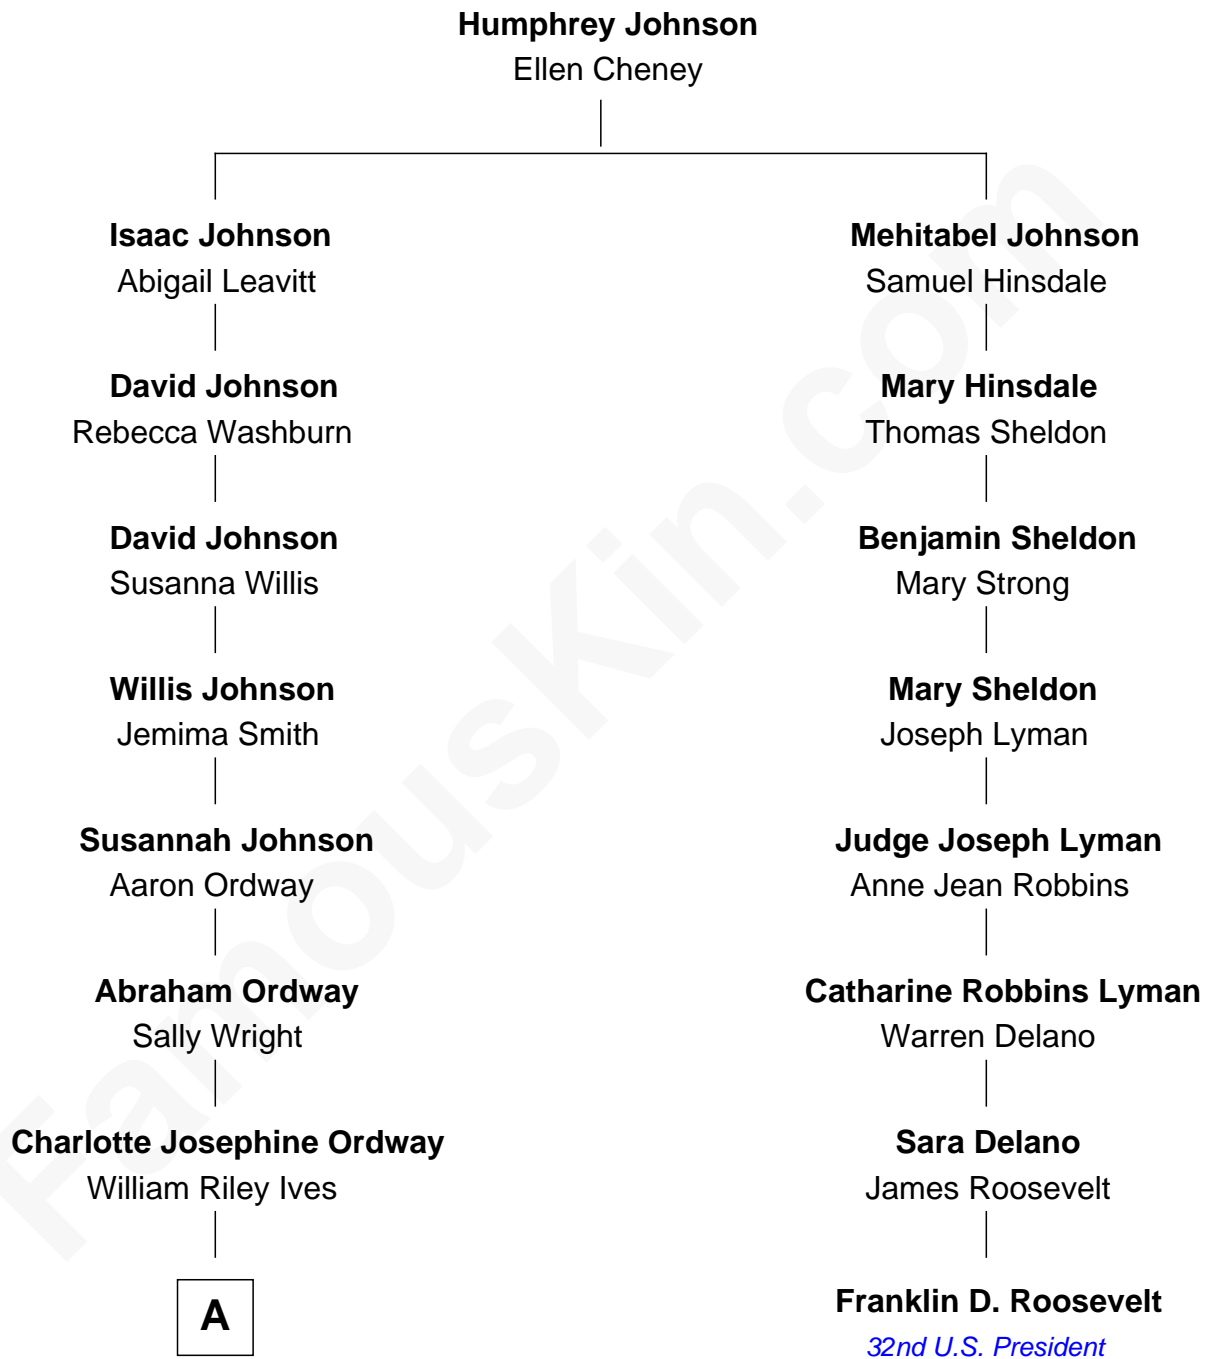 Humphrey Johnson
Ellen Cheney
Isaac Johnson
Abigail Leavitt
Mehitabel Johnson
Samuel Hinsdale
David Johnson
Rebecca Washburn
Mary Hinsdale
Thomas Sheldon
David Johnson
Susanna Willis
Benjamin Sheldon
Mary Strong
Willis Johnson
Jemima Smith
Mary Sheldon
Joseph Lyman
Susannah Johnson
Aaron Ordway
Judge Joseph Lyman
Anne Jean Robbins
Abraham Ordway
Sally Wright
Catharine Robbins Lyman
Warren Delano
Charlotte Josephine Ordway
William Riley Ives
Sara Delano
James Roosevelt
A
Franklin D. Roosevelt
32nd U.S. President
FamousKin.com